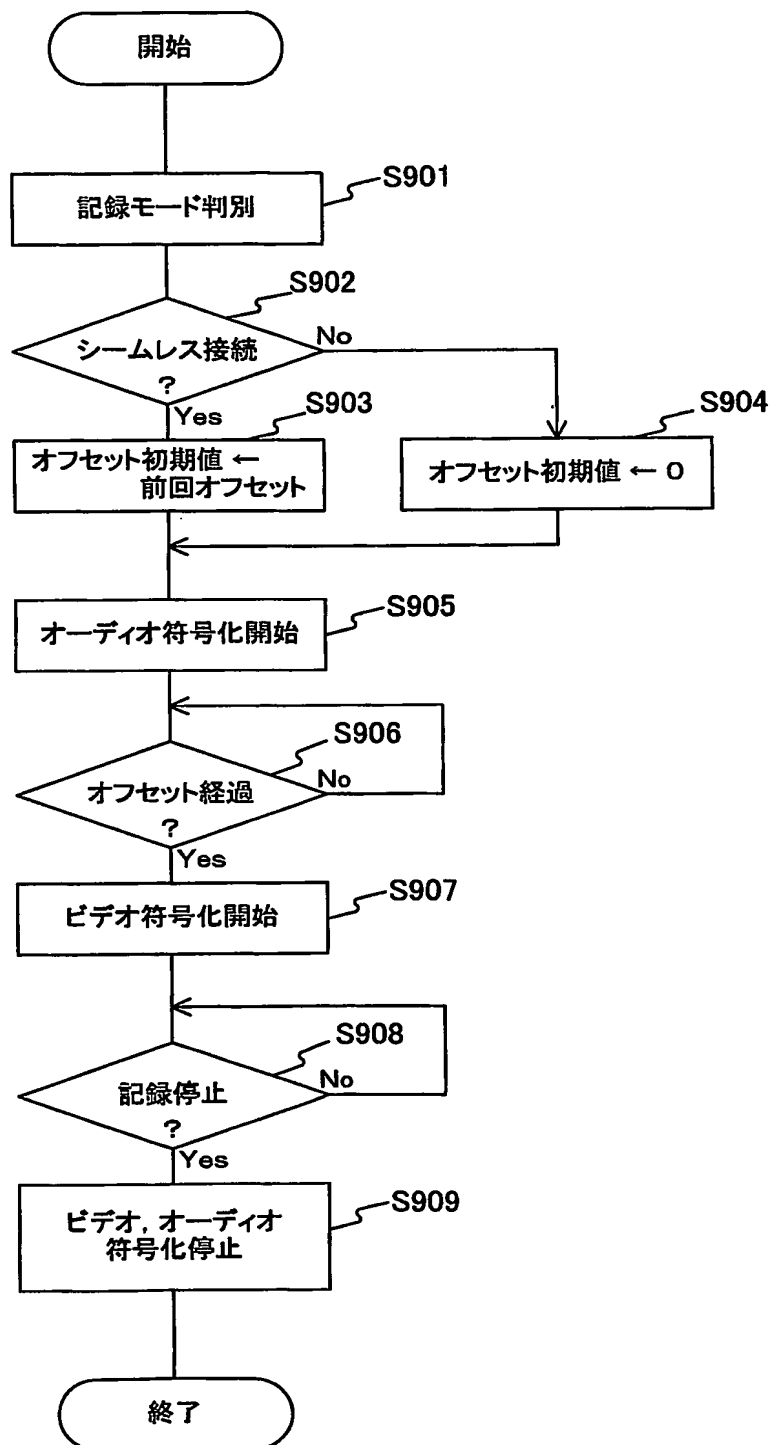 開始
S901
記録モード判別
S902
シームレス接続
?
No
Yes
S903
オフセット初期値 ←
前回オフセット
S904
オフセット初期値 ← 0
S905
オーディオ符号化開始
S906
オフセット経過
?
No
Yes
S907
ビデオ符号化開始
S908
記録停止
?
No
Yes
S909
ビデオ, オーディオ
符号化停止
終了